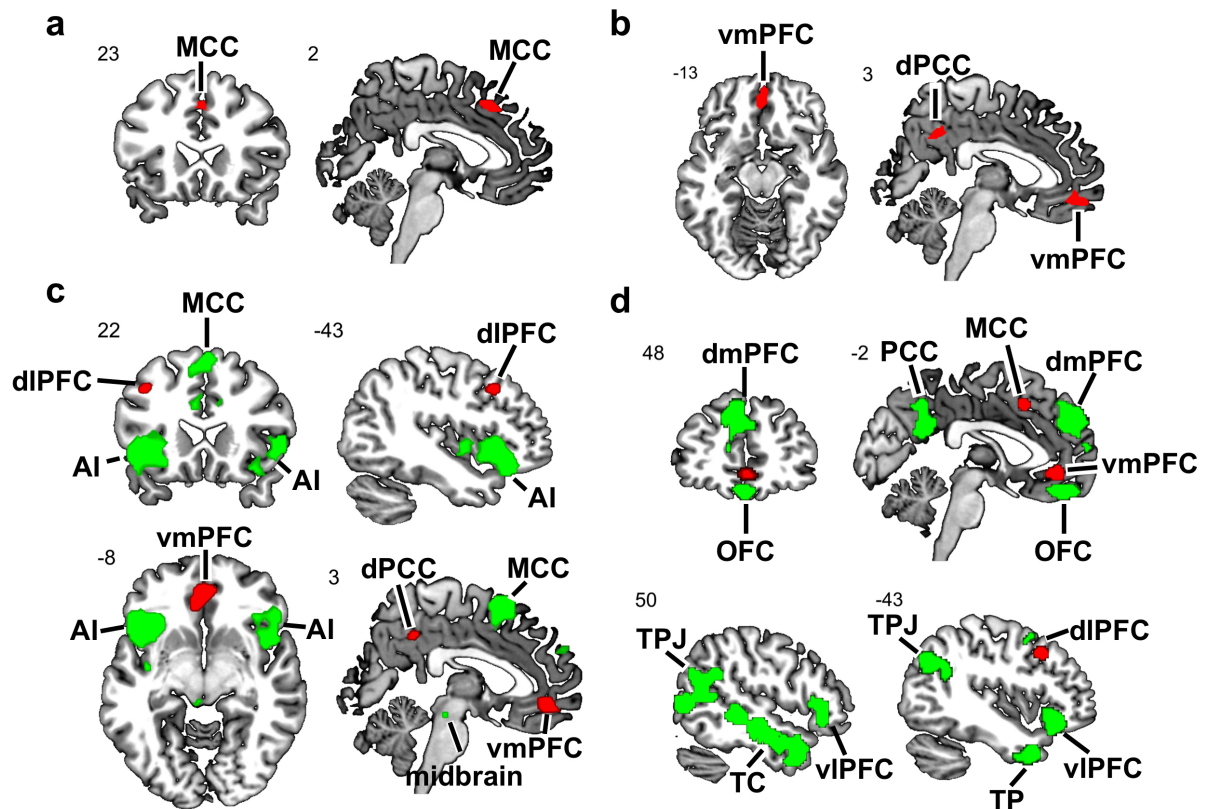 a
23
MCC
2
MCC
b
-13
vmPFC
3
dPCC
vmPFC
c
22
MCC
dlPFC
AI
AI
-43
dlPFC
AI
-8
vmPFC
AI
AI
3
dPCC
MCC
vmPFC
midbrain
d
48
dmPFC
OFC
-2
PCC
MCC
dmPFC
vmPFC
OFC
50
TPJ
TC
vlPFC
-43
TPJ
dlPFC
vlPFC
TP